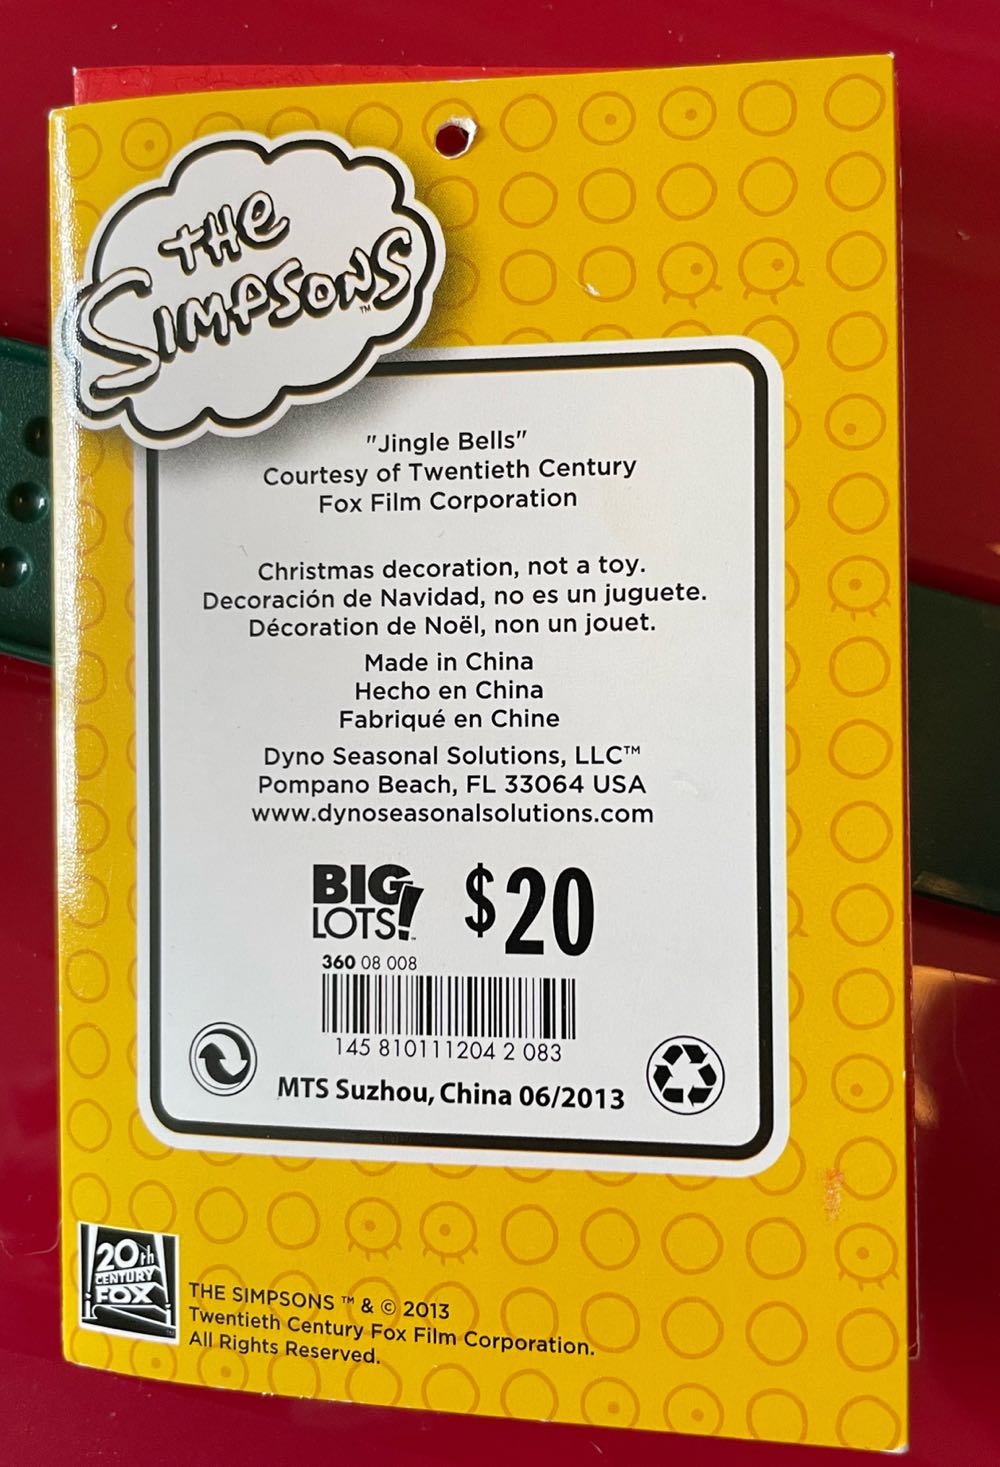 THE
SIMPSONS™
"Jingle Bells"
Courtesy of Twentieth Century
Fox Film Corporation
Christmas decoration, not a toy.
Decoración de Navidad, no es un juguete.
Décoration de Noël, non un jouet.
Made in China
Hecho en China
Fabriqué en Chine
Dyno Seasonal Solutions, LLC™
Pompano Beach, FL 33064 USA
www.dynoseasonalsolutions.com
BIG
LOTS! $20
360 08 008
145 810111204 2 083
MTS Suzhou, China 06/2013
20th
CENTURY
FOX
THE SIMPSONS ™ & © 2013
Twentieth Century Fox Film Corporation.
All Rights Reserved.